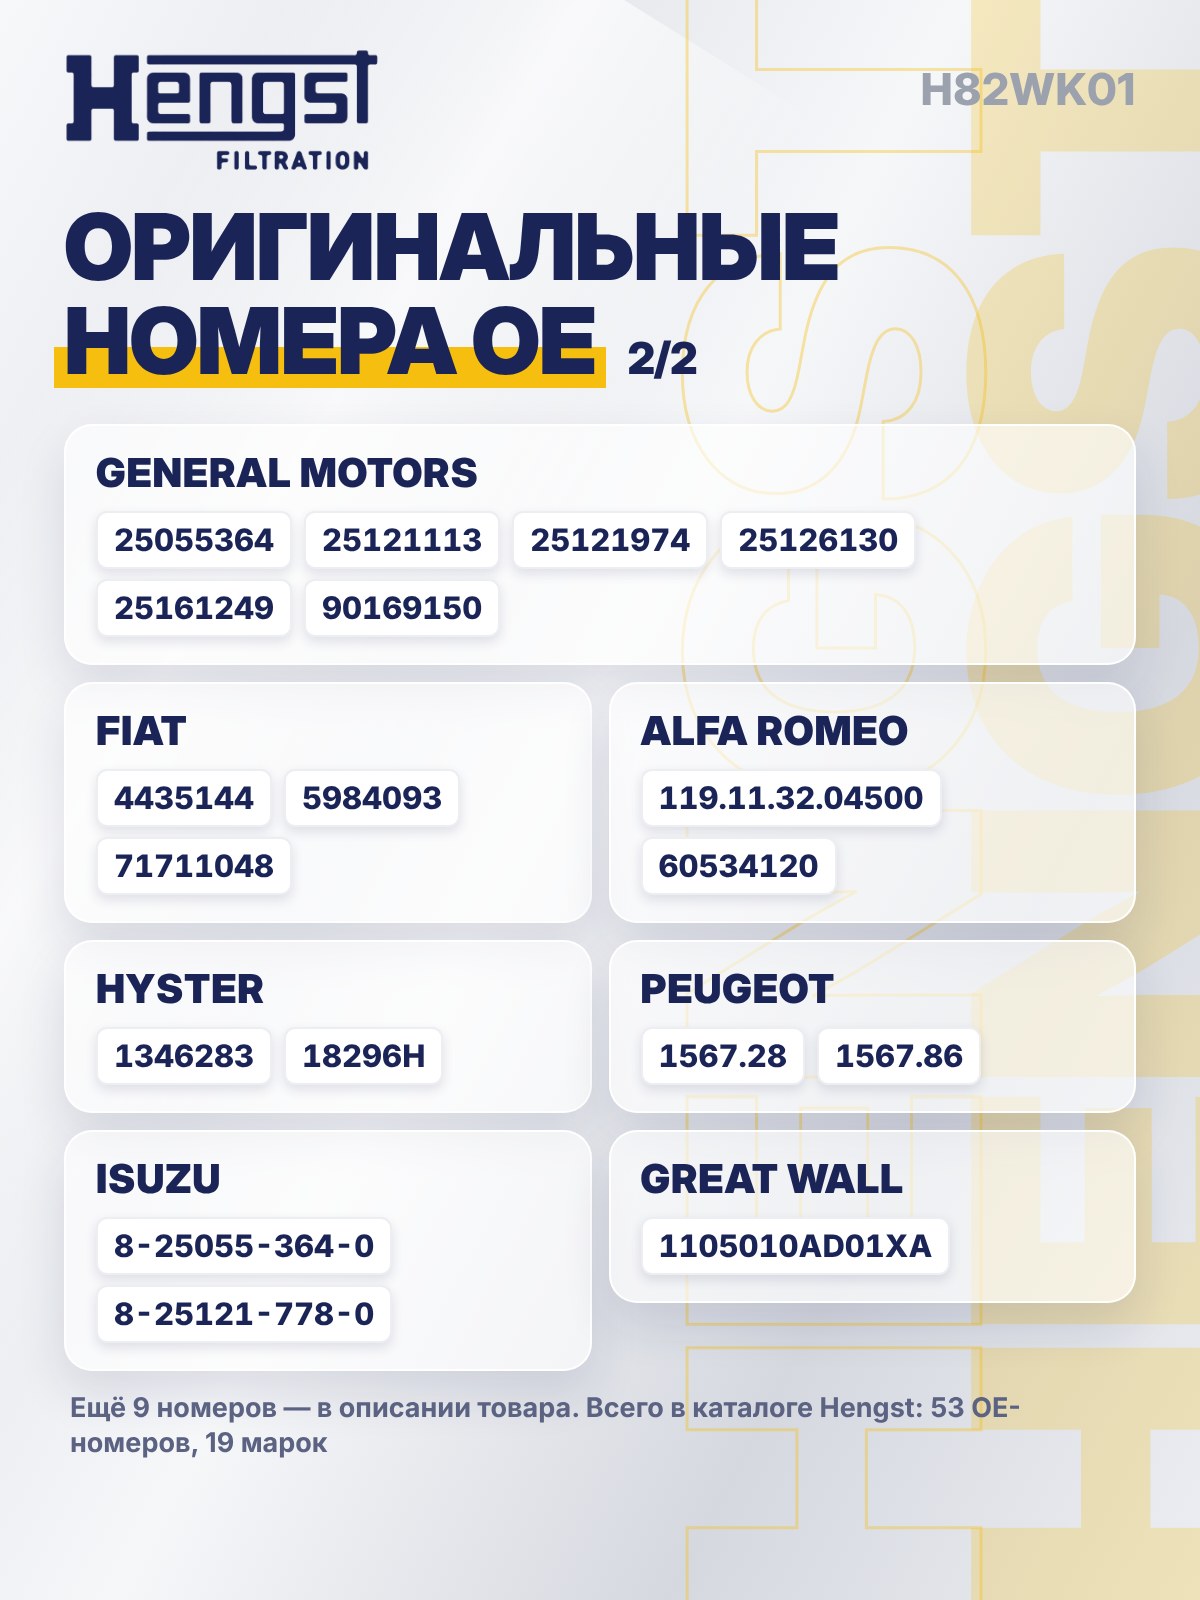 Hengst
FILTRATION
H82WK01
ОРИГИНАЛЬНЫЕ
НОМЕРА OE 2/2
GENERAL MOTORS
25055364 25121113 25121974 25126130
25161249 90169150
FIAT
4435144 5984093
71711048
ALFA ROMEO
119.11.32.04500
60534120
HYSTER
1346283 18296H
PEUGEOT
1567.28 1567.86
ISUZU
8-25055-364-0
8-25121-778-0
GREAT WALL
1105010AD01XA
Ещё 9 номеров — в описании товара. Всего в каталоге Hengst: 53 OE-
номеров, 19 марок
HENGST